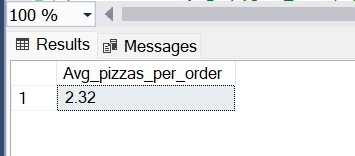 100 %
Results Messages
Avg_pizzas_per_order
1 2.32